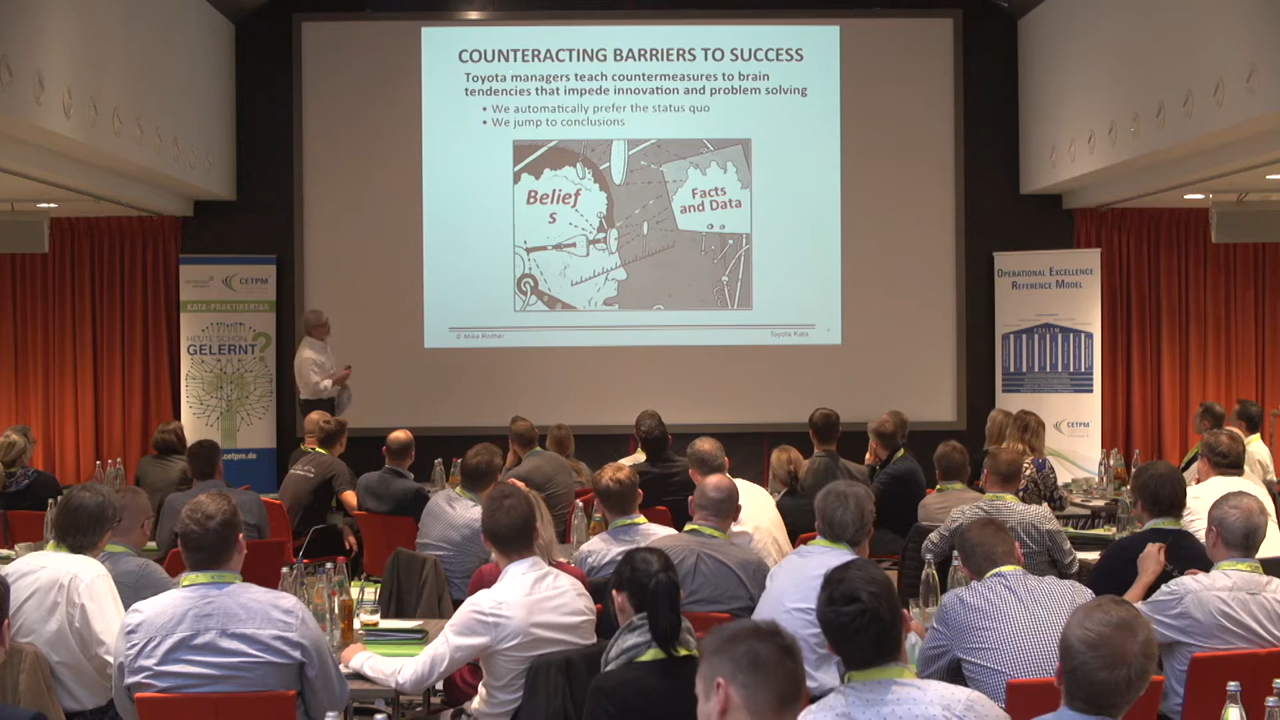 COUNTERACTING BARRIERS TO SUCCESS
Toyota managers teach countermeasures to brain
tendencies that impede innovation and problem solving
• We automatically prefer the status quo
• We jump to conclusions
Belief
s
Facts
and Data
© Mike Rother
Toyota Kata
CETPM
KATA-PRAKTIKERTAG
HEUTE SCHON
GELERNT?
.cetpm.de
OPERATIONAL EXCELLENCE
REFERENCE MODEL
CETPM